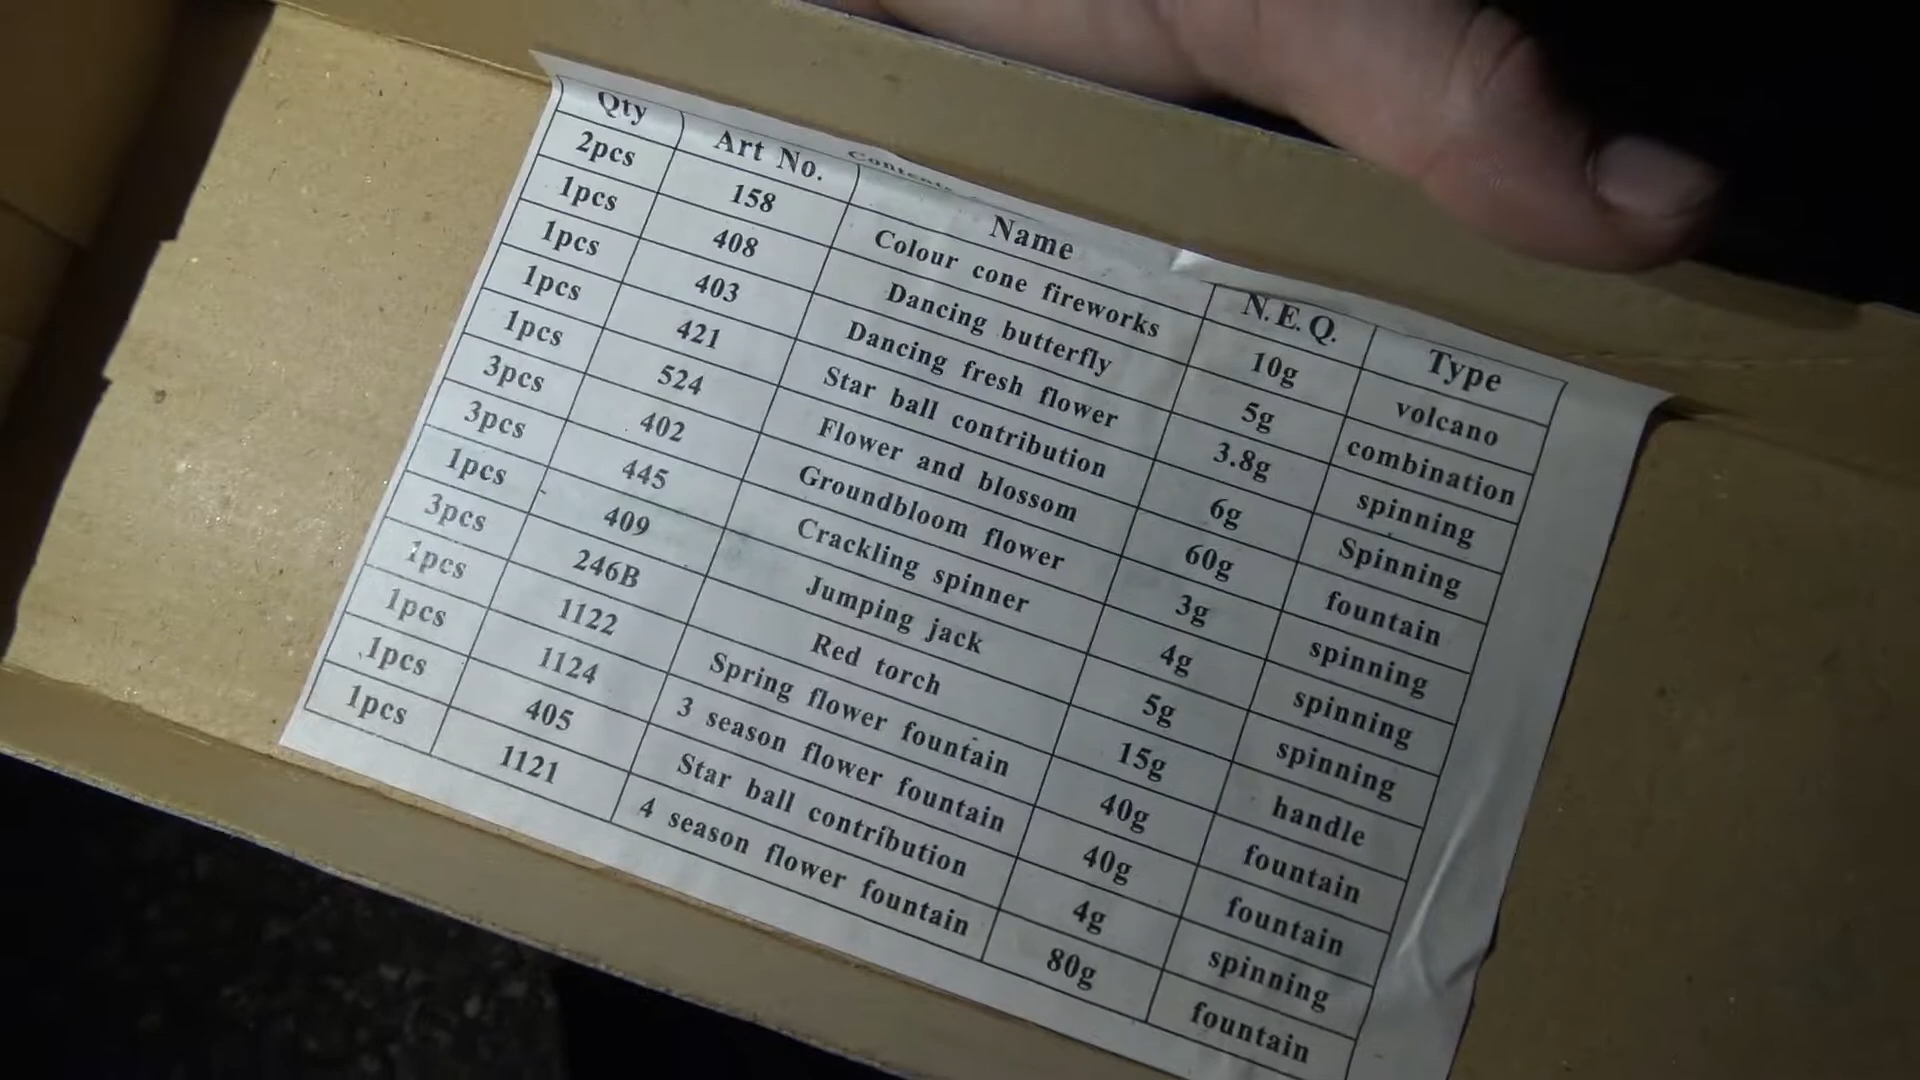 Contents
Qty Art No. Name N.E.Q. Type
2pcs 158 Colour cone fireworks 10g volcano
1pcs 408 Dancing butterfly 5g combination
1pcs 403 Dancing fresh flower 3.8g spinning
1pcs 421 Star ball contribution 6g Spinning
1pcs 524 Flower and blossom 60g fountain
3pcs 402 Groundbloom flower 3g spinning
3pcs 445 Crackling spinner 4g spinning
1pcs 409 Jumping jack 5g spinning
3pcs 246B Red torch 15g handle
1pcs 1122 Spring flower fountain 40g fountain
1pcs 1124 3 season flower fountain 40g fountain
1pcs 405 Star ball contribution 4g spinning
1pcs 1121 4 season flower fountain 80g fountain